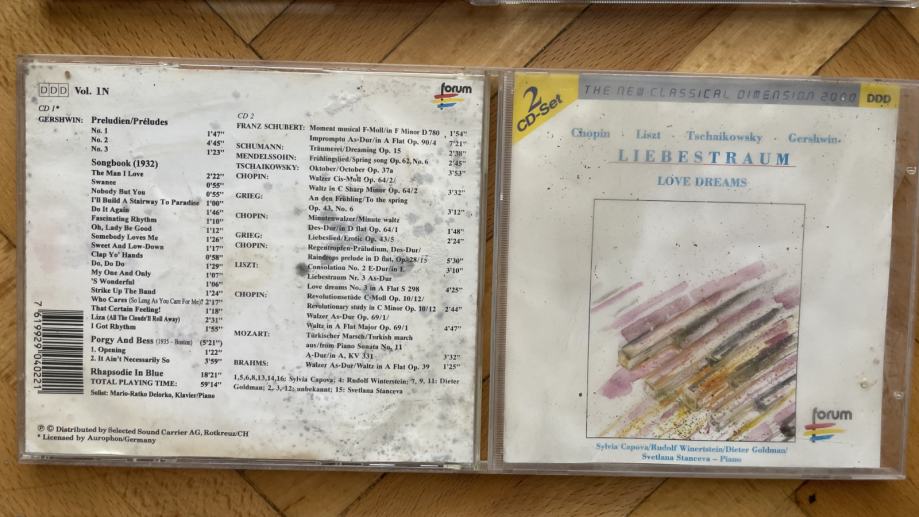 DDD Vol. 1N
forum
CD 1*
GERSHWIN: Preludien/Préludes
No. 1 1'47"
No. 2 4'45"
No. 3 1'23"
Songbook (1932)
The Man I Love 2'22"
Swanee 0'55"
Nobody But You 0'55"
I'll Build A Stairway To Paradise 1'00"
Do It Again 1'46"
Fascinating Rhythm 1'10"
Oh, Lady Be Good 1'12"
Somebody Loves Me 1'26"
Sweet And Low-Down 1'17"
Clap Yo' Hands 0'58"
Do, Do, Do 1'29"
My One And Only 1'07"
'S Wonderful 1'06"
Strike Up The Band 1'24"
Who Cares (So Long As You Care For Me)? 2'17"
That Certain Feeling! 1'18"
Liza (All The Clouds'll Roll Away) 2'31"
I Got Rhythm 1'55"
Porgy And Bess (1935 – Boston) (5'21")
1. Opening 1'22"
2. It Ain't Necessarily So 3'59"
Rhapsodie In Blue 18'21"
TOTAL PLAYING TIME: 59'14"
Solist: Mario-Ratko Delorko, Klavier/Piano
7 619929 040521
℗ © Distributed by Selected Sound Carrier AG, Rotkreuz/CH
* Licensed by Aurophon/Germany
CD 2
FRANZ SCHUBERT: Moment musical F-Moll/in F Minor D 780 1'54"
Impromptu As-Dur/in A Flat Op. 90/4 7'21"
SCHUMANN: Träumerei/Dreaming Op. 15 2'38"
MENDELSSOHN: Frühlingslied/Spring song Op. 62, No. 6 2'45"
TSCHAIKOWSKY: Oktober/October Op. 37a 3'53"
CHOPIN: Walzer Cis-Moll Op. 64/2/
Waltz in C Sharp Minor Op. 64/2 3'32"
GRIEG: An den Frühling/To the spring
Op. 43, No. 6 3'12"
CHOPIN: Minutenwalzer/Minute waltz
Des-Dur/in D flat Op. 64/1 1'48"
GRIEG: Liebeslied/Erotic Op. 43/5 2'24"
CHOPIN: Regentropfen-Präludium, Des-Dur/
Raindrops prelude in D flat, Op. 28/15 5'30"
LISZT: Consolation No. 2 E-Dur/in E 3'10"
Liebestraum Nr. 3 As-Dur
Love dreams No. 3 in A Flat S 298 4'25"
CHOPIN: Revolutionsetüde C-Moll Op. 10/12/
Revolutionary study in C Minor Op. 10/12 2'44"
Walzer As-Dur Op. 69/1/
Waltz in A Flat Major Op. 69/1 4'47"
MOZART: Türkischer Marsch/Turkish march
aus/from Piano Sonata No. 11
A-Dur/in A, KV 331 3'32"
BRAHMS: Walzer As-Dur/Waltz in A Flat Op. 39 1'25"
1,5,6,8,13,14,16: Sylvia Capova; 4: Rudolf Winterstein; 7, 9, 11: Dieter
Goldman; 2, 3, 12: unbekannt; 15: Svetlana Stanceva
2
CD-Set
THE NEW CLASSICAL DIMENSION 2000 DDD
Chopin Liszt Tschaikowsky Gershwin
LIEBESTRAUM
LOVE DREAMS
forum
Sylvia Capova/Rudolf Winertstein/Dieter Goldman/
Svetlana Stanceva – Piano